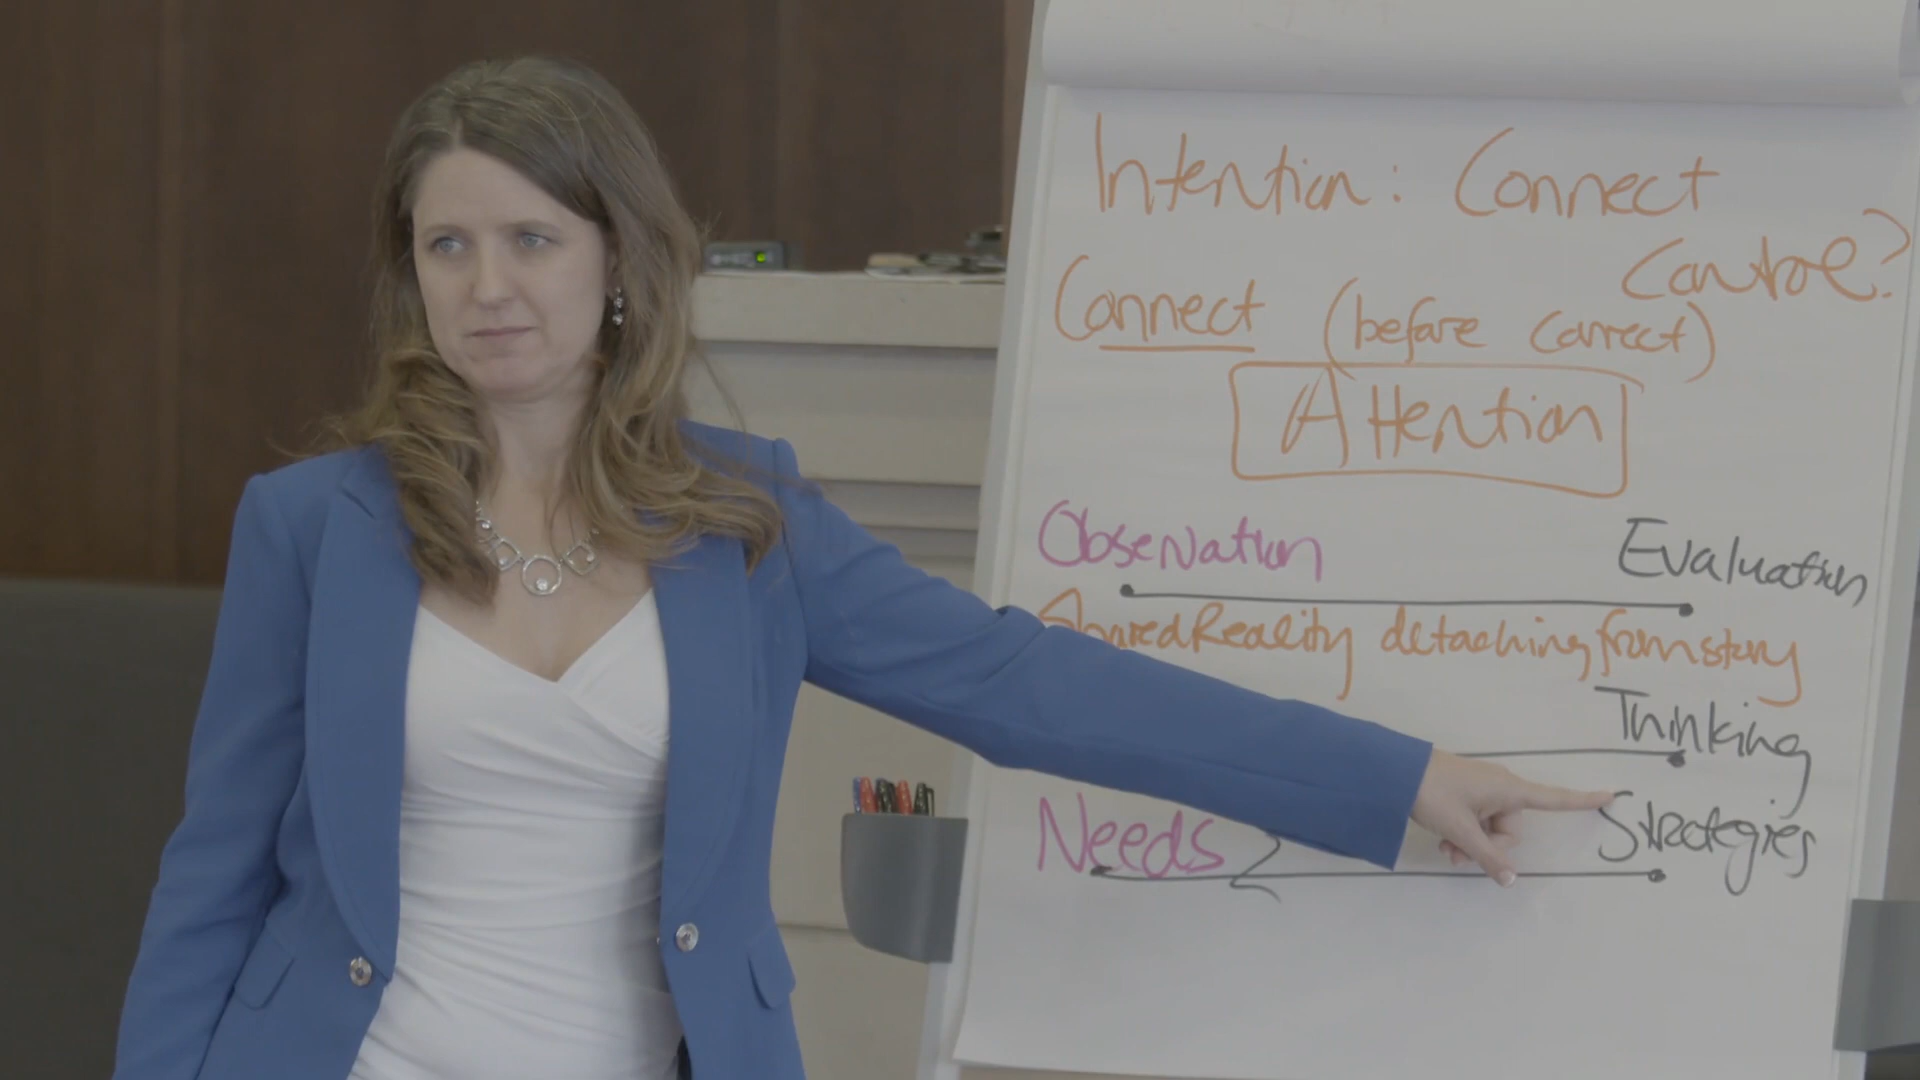 Intention: Connect
Control?
Connect (before correct)
Attention
Observation Evaluation
Shared Reality detaching from story
Thinking
Needs Strategies